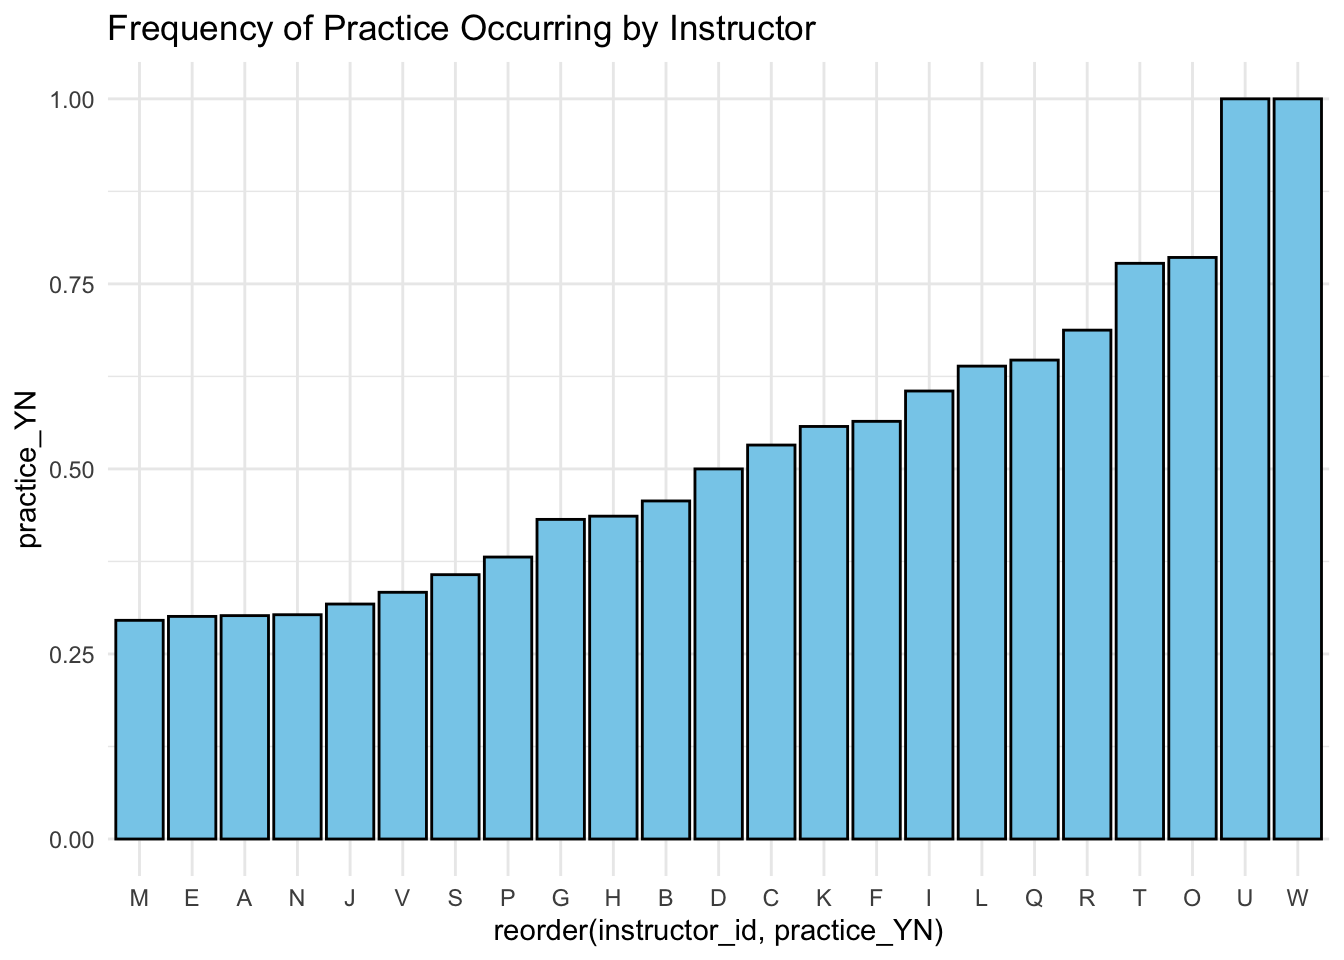 Frequency of Practice Occurring by Instructor
1.00
0.75
0.50
0.25
0.00
practice_YN
M E A N J V S P G H B D C K F I L Q R T O U W
reorder(instructor_id, practice_YN)